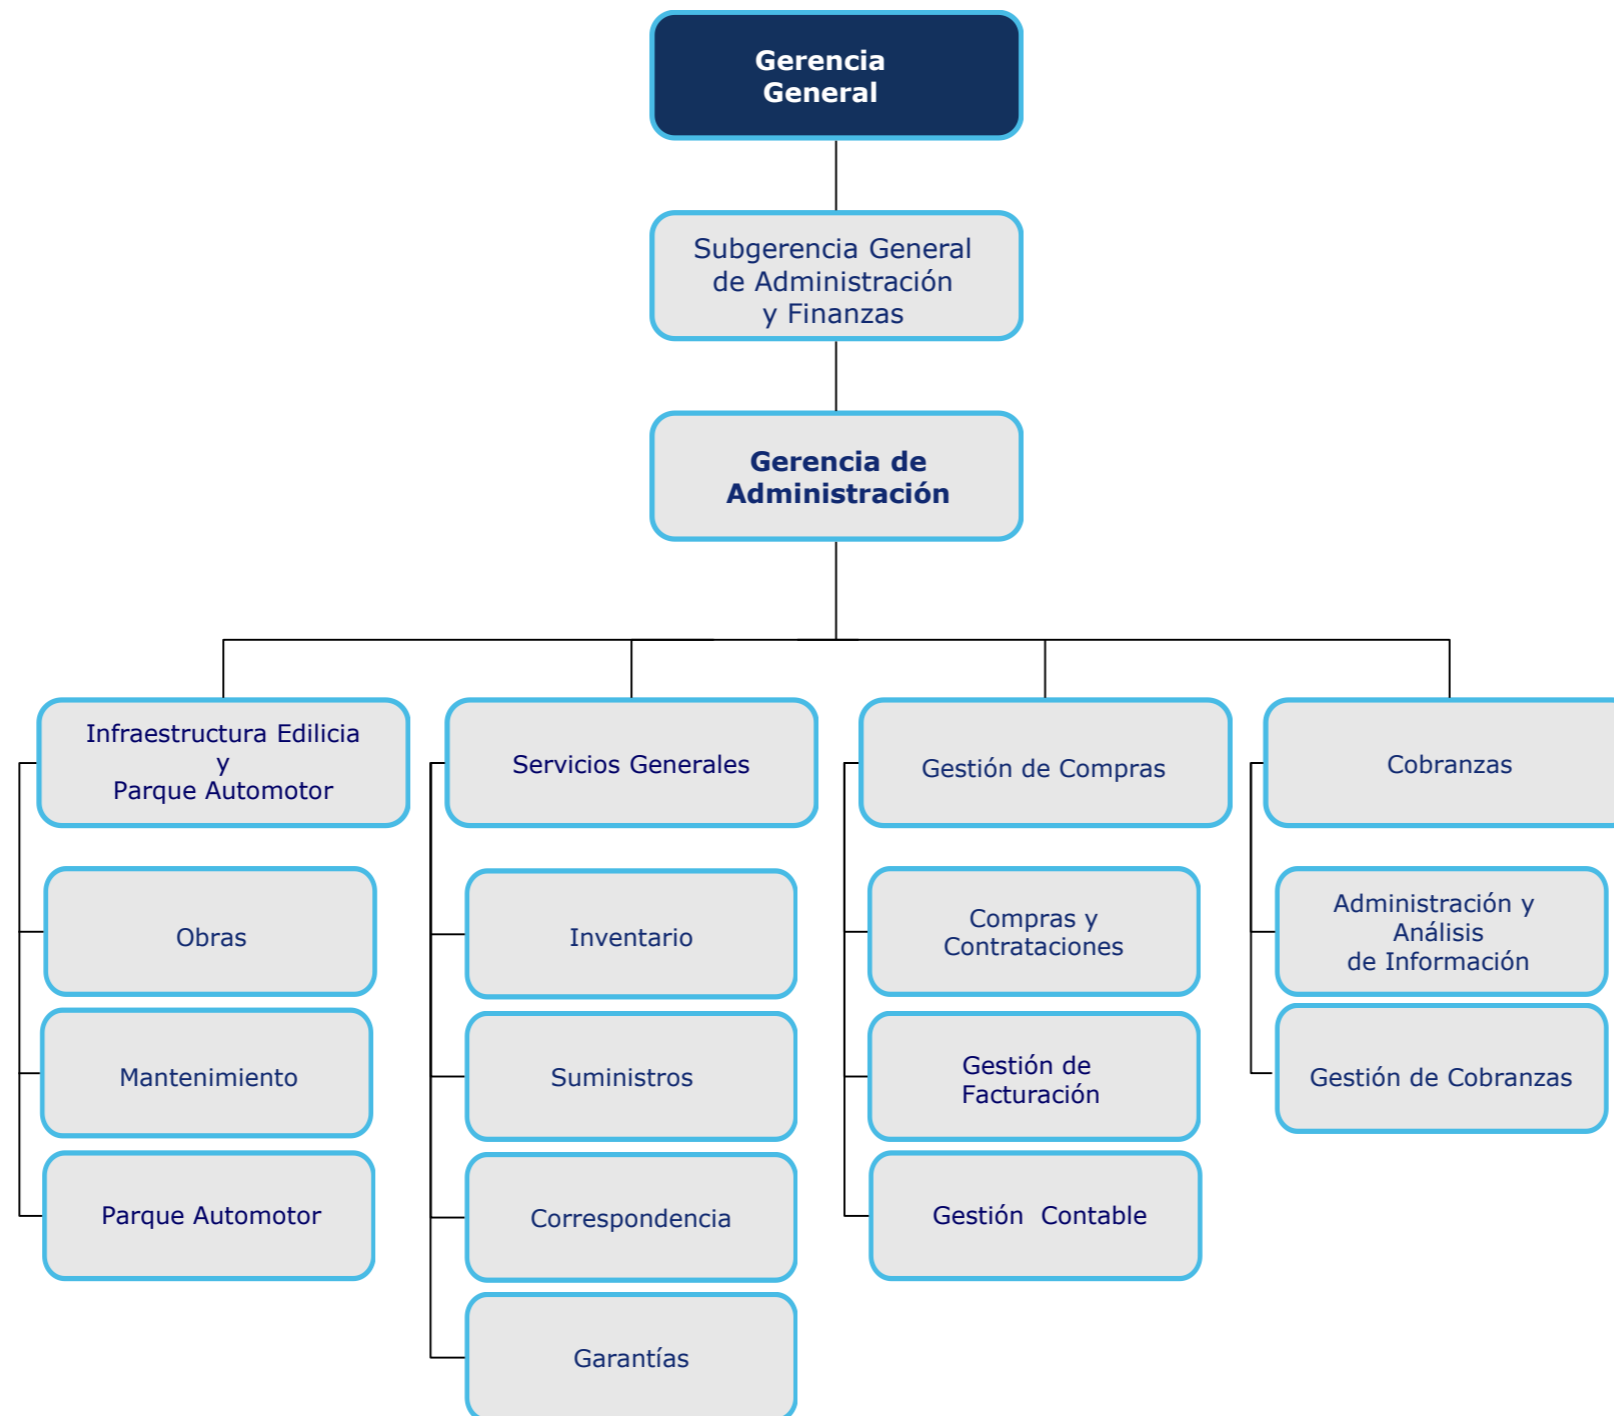 Gerencia
General
Subgerencia General
de Administración
y Finanzas
Gerencia de
Administración
Infraestructura Edilicia
y
Parque Automotor
Servicios Generales
Gestión de Compras
Cobranzas
Obras
Mantenimiento
Parque Automotor
Inventario
Suministros
Correspondencia
Garantías
Compras y
Contrataciones
Gestión de
Facturación
Gestión  Contable
Administración y
Análisis
de Información
Gestión de Cobranzas